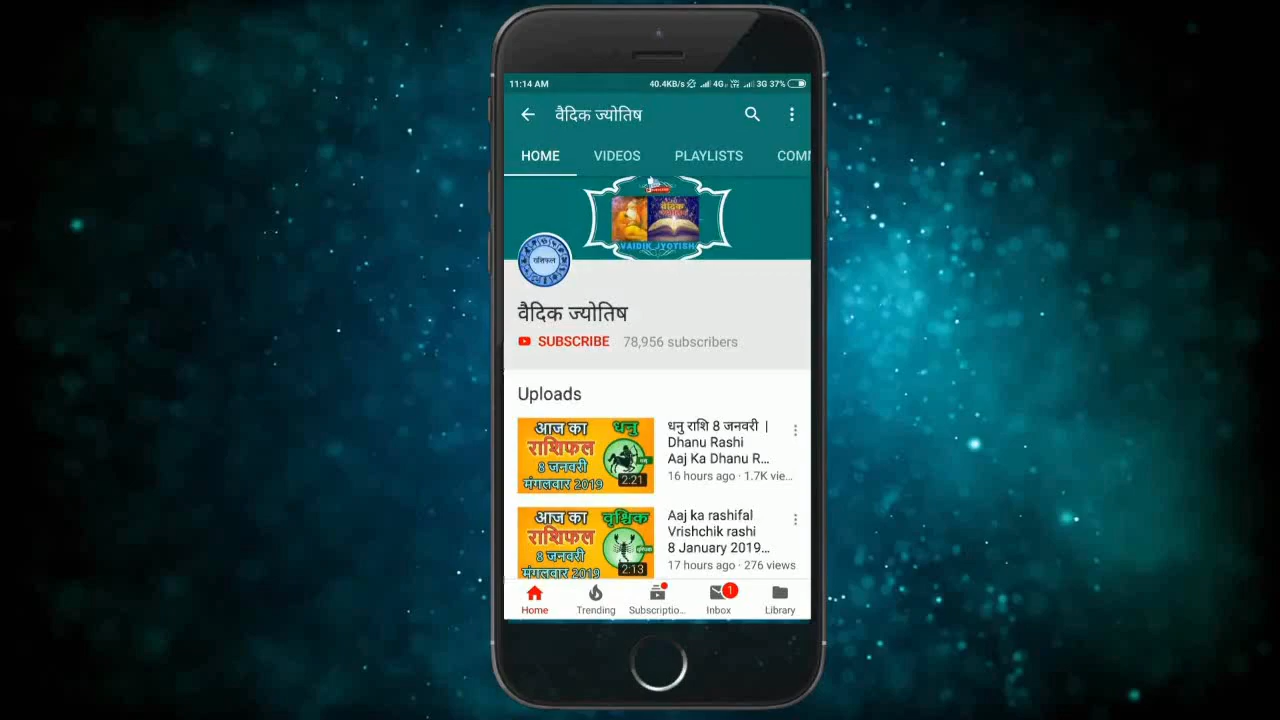 11:14 AM
40.4KB/s 4G 3G 37%
वैदिक ज्योतिष
HOME VIDEOS PLAYLISTS COM
वैदिक
VAIDIK JYOTISH
राशिफल
वैदिक ज्योतिष
SUBSCRIBE 78,956 subscribers
Uploads
आज का धनु
राशिफल
8 जनवरी
मंगलवार 2019
2:21
धनु राशि 8 जनवरी |
Dhanu Rashi
Aaj Ka Dhanu R...
16 hours ago · 1.7K vie...
आज का वृश्चिक
राशिफल
8 जनवरी
मंगलवार 2019
2:13
Aaj ka rashifal
Vrishchik rashi
8 January 2019...
17 hours ago · 276 views
1
Home Trending Subscriptio... Inbox Library